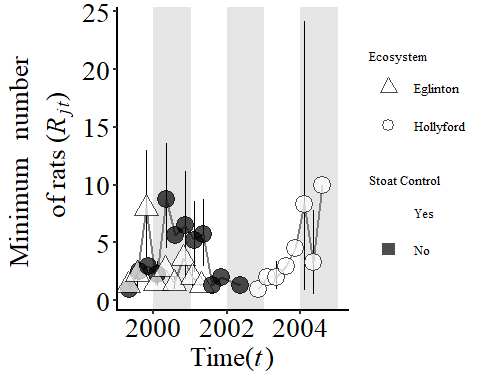 25
20
15
10
5
0
Minimum number
of rats (Rjt)
2000 2002 2004
Time(t)
Ecosystem
Eglinton
Hollyford
Stoat Control
Yes
No